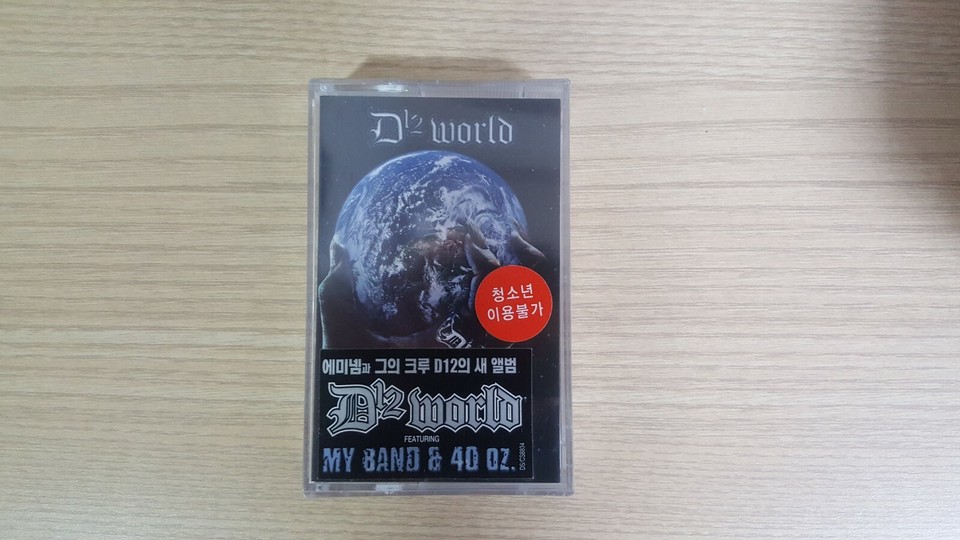 D12 world
청소년
이용불가
에미넴과 그의 크루 D12의 새 앨범
D12 world
FEATURING
MY BAND & 40 OZ.